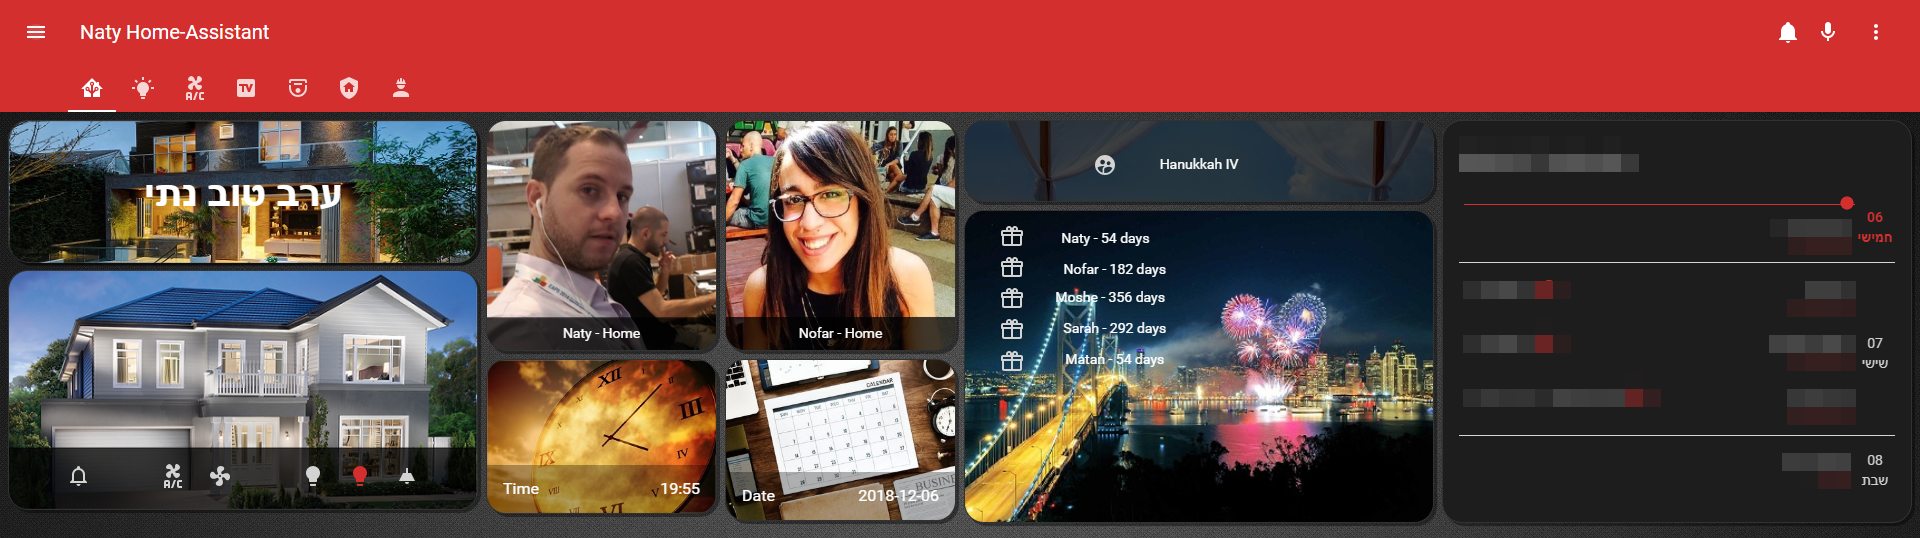 Naty Home-Assistant
A/C
TV
ערב טוב נתי
A/C
Naty - Home
Nofar - Home
Time
19:55
CALENDAR
Date
2018-12-06
Hanukkah IV
Naty - 54 days
Nofar - 182 days
Moshe - 356 days
Sarah - 292 days
Matan - 54 days
06
חמישי
07
שישי
08
שבת